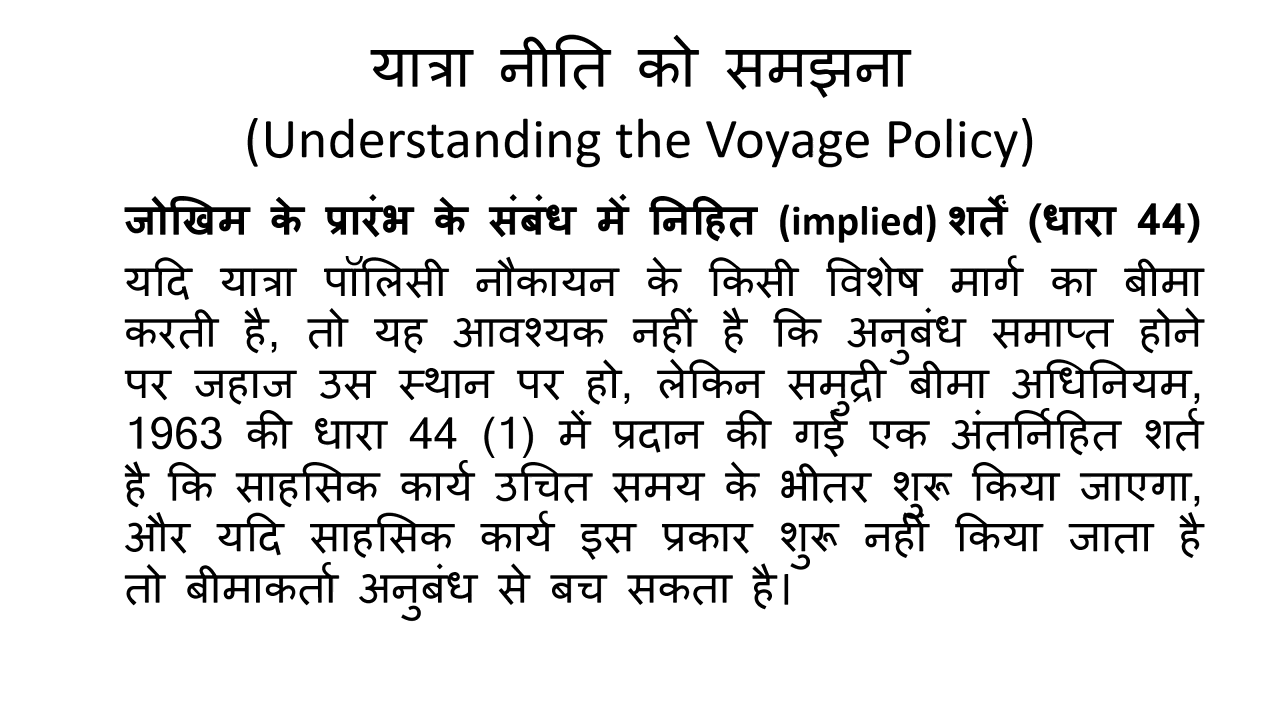 यात्रा नीति को समझना
(Understanding the Voyage Policy)
जोखिम के प्रारंभ के संबंध में निहित (implied) शर्तें (धारा 44)
यदि यात्रा पॉलिसी नौकायन के किसी विशेष मार्ग का बीमा
करती है, तो यह आवश्यक नहीं है कि अनुबंध समाप्त होने
पर जहाज उस स्थान पर हो, लेकिन समुद्री बीमा अधिनियम,
1963 की धारा 44 (1) में प्रदान की गई एक अंतर्निहित शर्त
है कि साहसिक कार्य उचित समय के भीतर शुरू किया जाएगा,
और यदि साहसिक कार्य इस प्रकार शुरू नहीं किया जाता है
तो बीमाकर्ता अनुबंध से बच सकता है।